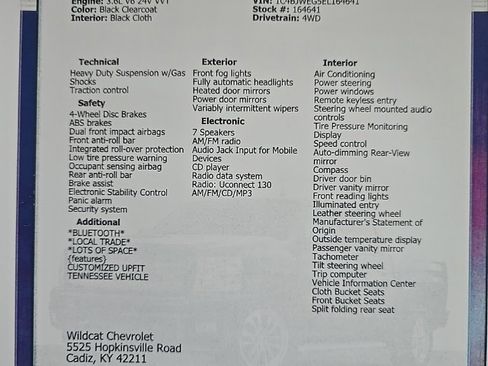 Engine: 3.6L V6 24V VVT
Color: Black Clearcoat
Interior: Black Cloth
Stock #: 164641
Drivetrain: 4WD
Technical
Heavy Duty Suspension w/Gas
Shocks
Traction control
Safety
4-Wheel Disc Brakes
ABS brakes
Dual front impact airbags
Front anti-roll bar
Integrated roll-over protection
Low tire pressure warning
Occupant sensing airbag
Rear anti-roll bar
Brake assist
Electronic Stability Control
Panic alarm
Security system
Additional
*BLUETOOTH*
*LOCAL TRADE*
*LOTS OF SPACE*
{features}
CUSTOMIZED UPFIT
TENNESSEE VEHICLE
Exterior
Front fog lights
Fully automatic headlights
Heated door mirrors
Power door mirrors
Variably intermittent wipers
Electronic
7 Speakers
AM/FM radio
Audio Jack Input for Mobile
Devices
CD player
Radio data system
Radio: Uconnect 130
AM/FM/CD/MP3
Interior
Air Conditioning
Power steering
Power windows
Remote keyless entry
Steering wheel mounted audio
controls
Tire Pressure Monitoring
Display
Speed control
Auto-dimming Rear-View
mirror
Compass
Driver door bin
Driver vanity mirror
Front reading lights
Illuminated entry
Leather steering wheel
Manufacturer's Statement of
Origin
Outside temperature display
Passenger vanity mirror
Tachometer
Tilt steering wheel
Trip computer
Vehicle Information Center
Cloth Bucket Seats
Front Bucket Seats
Split folding rear seat
Wildcat Chevrolet
5525 Hopkinsville Road
Cadiz, KY 42211